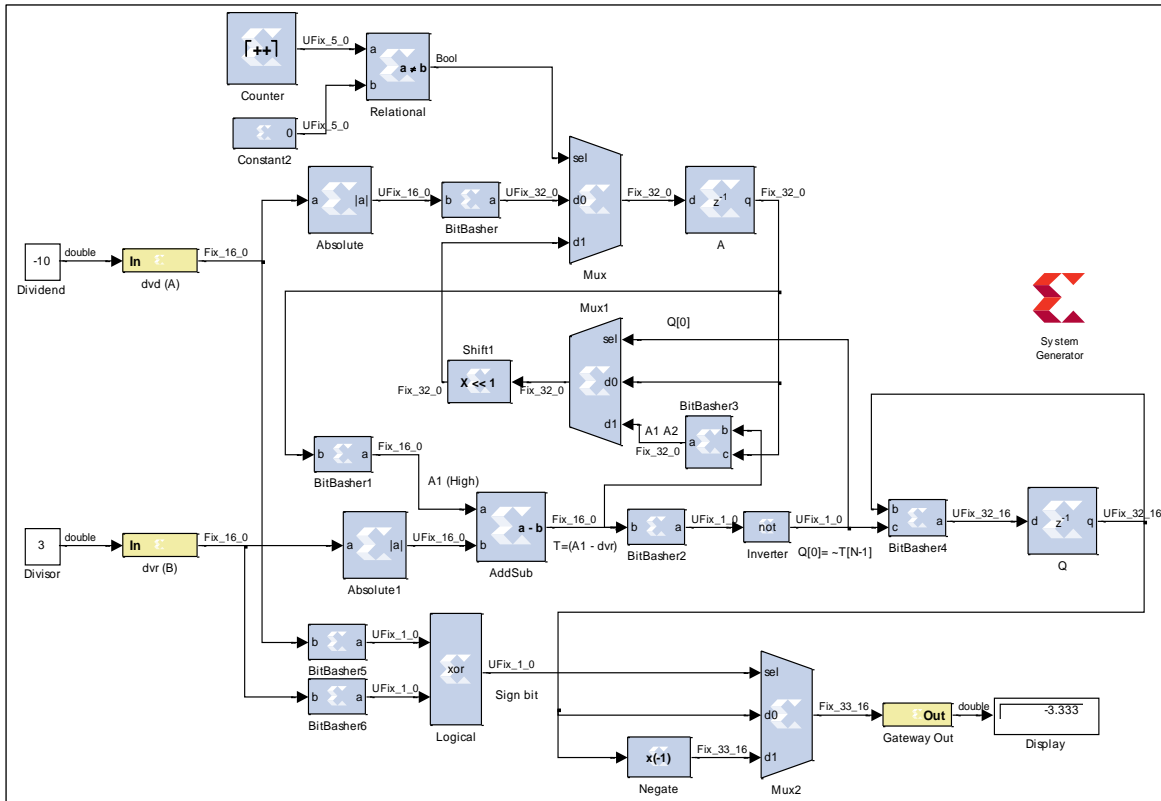 ++
UFix_5_0
Counter
a
b
a ≠ b
Bool
Relational
0
UFix_5_0
Constant2
a
|a|
UFix_16_0
Absolute
b
a
UFix_32_0
BitBasher
sel
d0
d1
Fix_32_0
Mux
d
z-1
q
Fix_32_0
A
-10
double
Dividend
In
Fix_16_0
dvd (A)
System
Generator
Mux1
Q[0]
sel
d0
d1
Shift1
X << 1
Fix_32_0
Fix_32_0
BitBasher3
A1 A2
a
b
c
Fix_32_0
b
a
Fix_16_0
BitBasher1
A1 (High)
a
b
a - b
Fix_16_0
T=(A1 - dvr)
AddSub
b
a
UFix_1_0
BitBasher2
not
UFix_1_0
Inverter
Q[0]= ~T[N-1]
b
c
a
UFix_32_16
BitBasher4
d
z-1
q
UFix_32_16
Q
3
double
Divisor
In
Fix_16_0
dvr (B)
a
|a|
UFix_16_0
Absolute1
b
a
UFix_1_0
BitBasher5
b
a
UFix_1_0
BitBasher6
xor
UFix_1_0
Sign bit
Logical
sel
d0
d1
Fix_33_16
Mux2
x(-1)
Fix_33_16
Negate
Out
double
Gateway Out
-3.333
Display